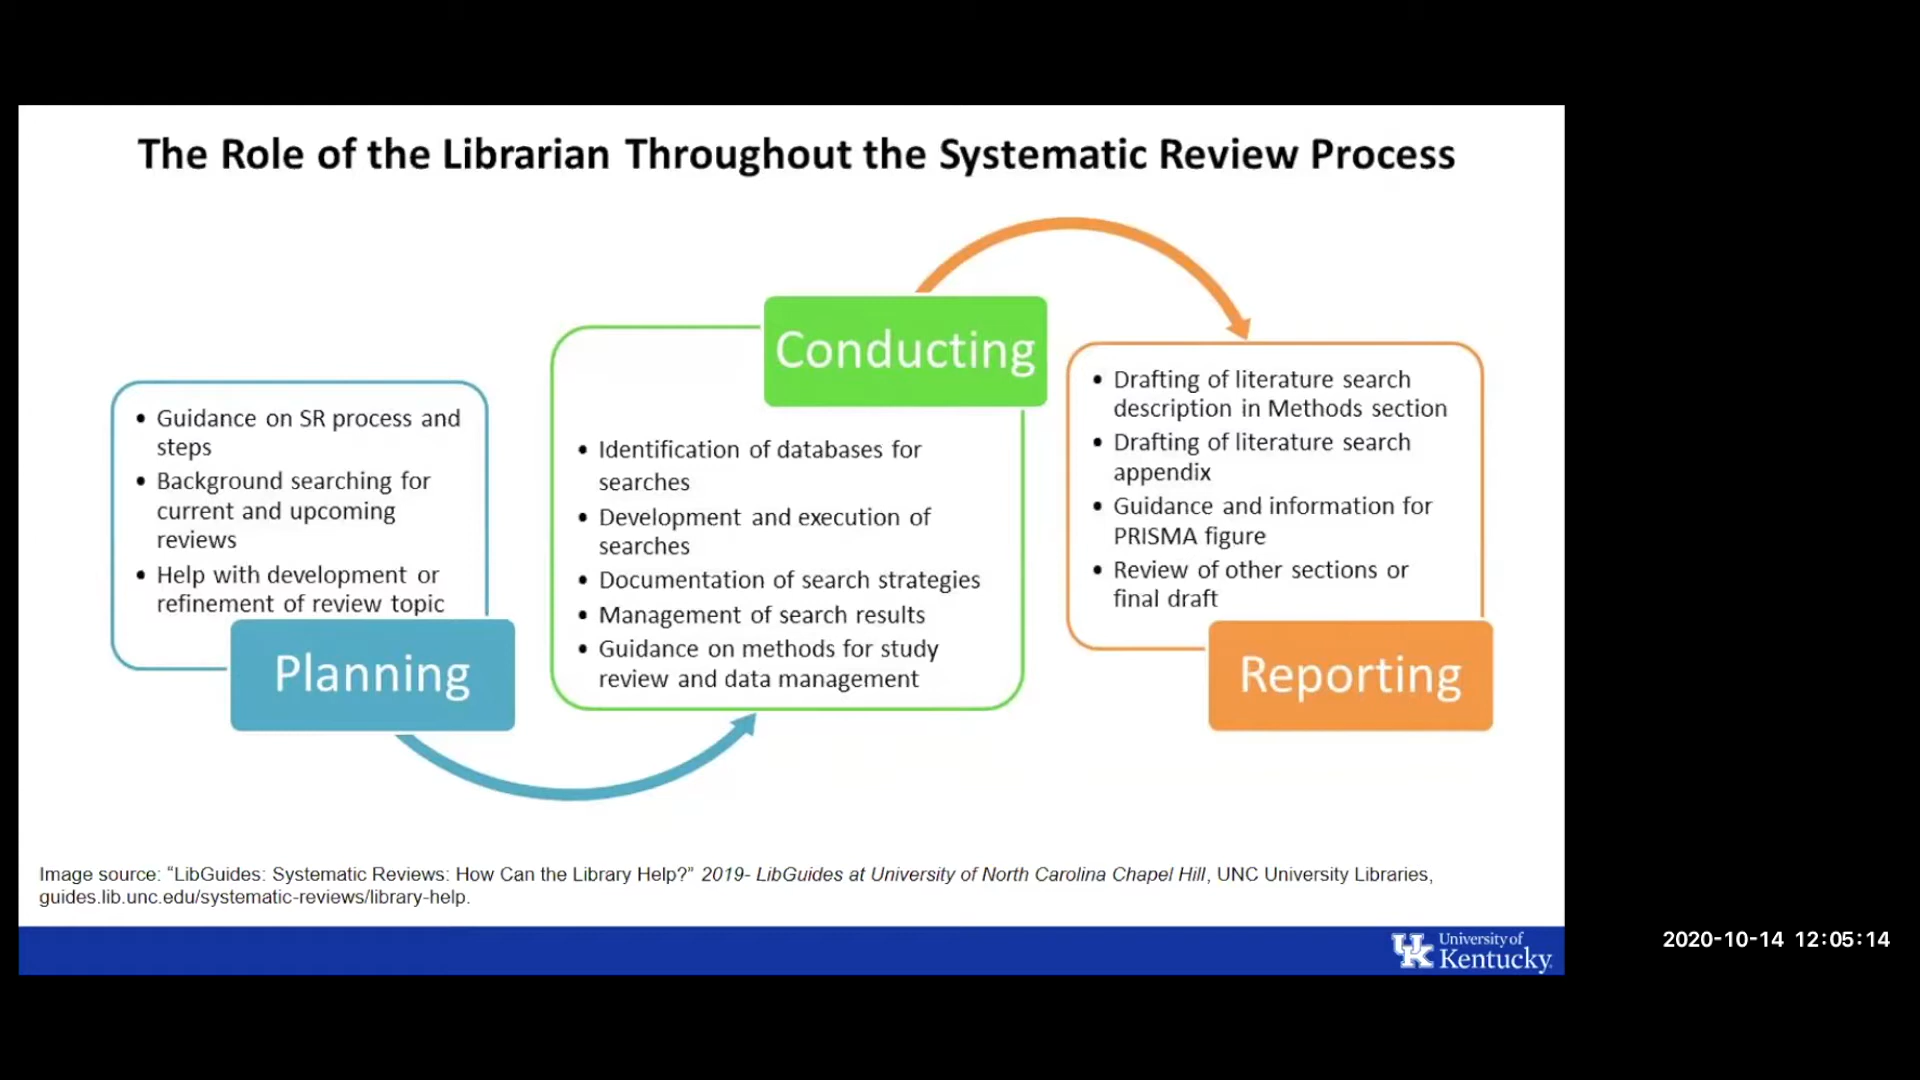 The Role of the Librarian Throughout the Systematic Review Process
• Guidance on SR process and
steps
• Background searching for
current and upcoming
reviews
• Help with development or
refinement of review topic
Planning
Conducting
• Identification of databases for
searches
• Development and execution of
searches
• Documentation of search strategies
• Management of search results
• Guidance on methods for study
review and data management
• Drafting of literature search
description in Methods section
• Drafting of literature search
appendix
• Guidance and information for
PRISMA figure
• Review of other sections or
final draft
Reporting
Image source: “LibGuides: Systematic Reviews: How Can the Library Help?” 2019- LibGuides at University of North Carolina Chapel Hill, UNC University Libraries,
guides.lib.unc.edu/systematic-reviews/library-help.
UK
University of
Kentucky
2020-10-14 12:05:14